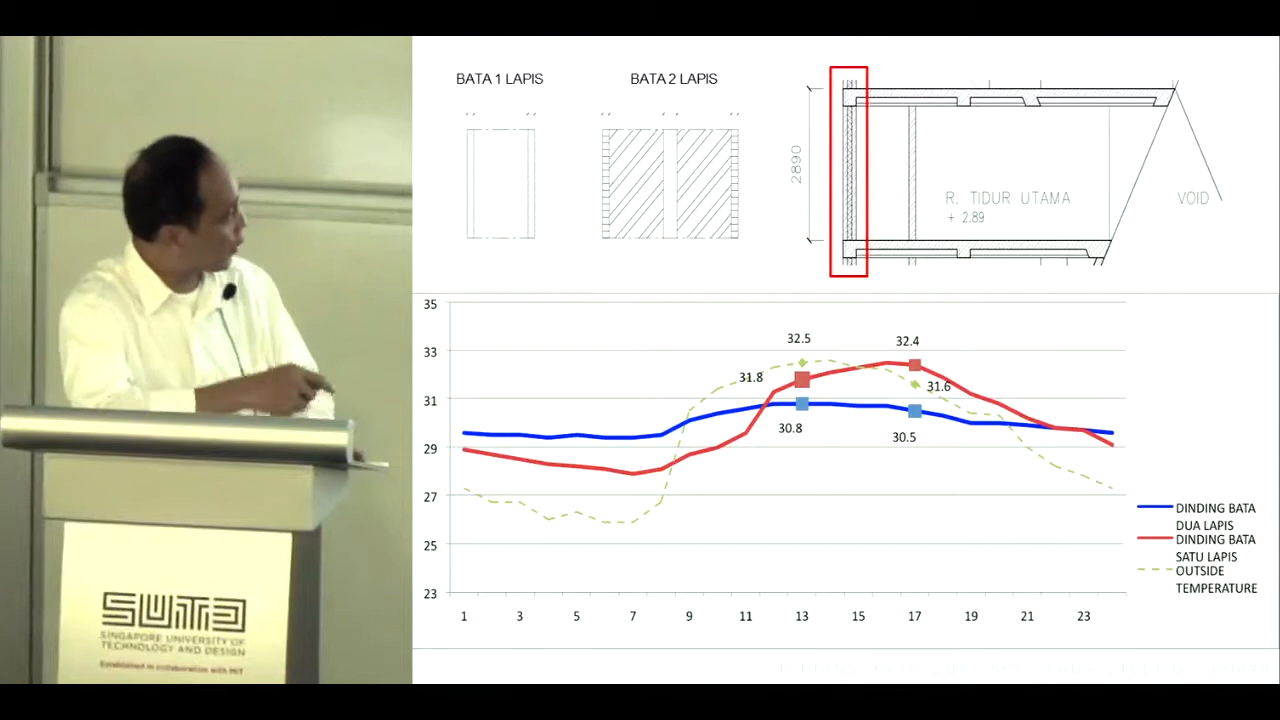 BATA 1 LAPIS
BATA 2 LAPIS
2890
R. TIDUR UTAMA
+ 2.89
VOID
35
33
31
29
27
25
23
32.5
31.8
30.8
32.4
31.6
30.5
1
3
5
7
9
11
13
15
17
19
21
23
DINDING BATA
DUA LAPIS
DINDING BATA
SATU LAPIS
OUTSIDE
TEMPERATURE
SUTD
SINGAPORE UNIVERSITY OF
TECHNOLOGY AND DESIGN
Established in collaboration with MIT